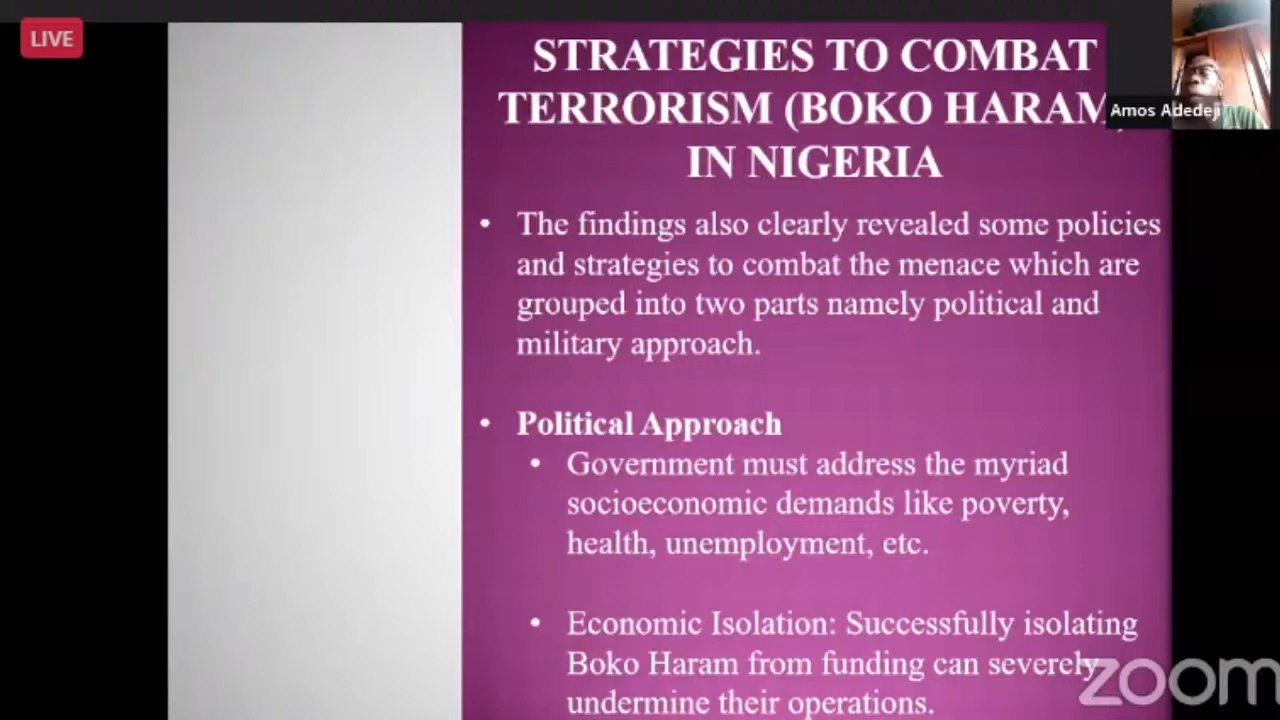 LIVE
STRATEGIES TO COMBAT
TERRORISM (BOKO HARAM)
IN NIGERIA
Amos Adedeji
• The findings also clearly revealed some policies
and strategies to combat the menace which are
grouped into two parts namely political and
military approach.
• Political Approach
• Government must address the myriad
socioeconomic demands like poverty,
health, unemployment, etc.
• Economic Isolation: Successfully isolating
Boko Haram from funding can severely
undermine their operations.
zoom